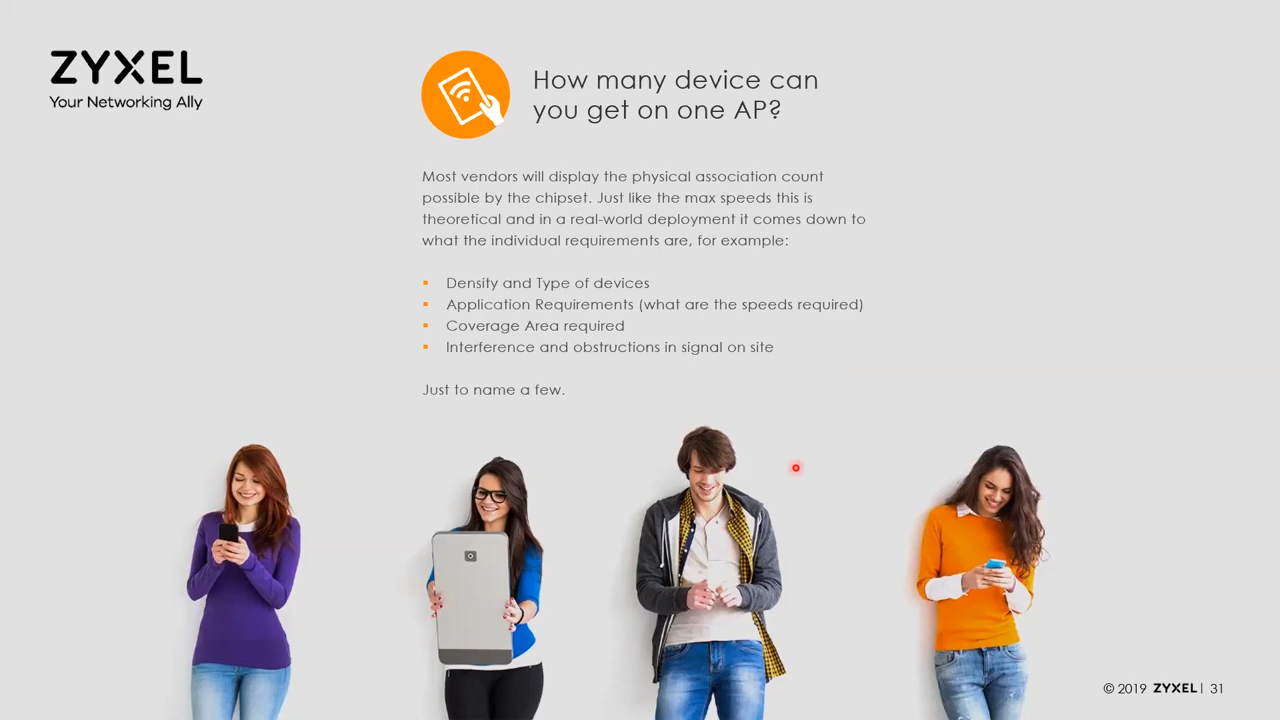 ZYXEL
Your Networking Ally
How many device can
you get on one AP?
Most vendors will display the physical association count
possible by the chipset. Just like the max speeds this is
theoretical and in a real-world deployment it comes down to
what the individual requirements are, for example:
▪ Density and Type of devices
▪ Application Requirements (what are the speeds required)
▪ Coverage Area required
▪ Interference and obstructions in signal on site
Just to name a few.
© 2019 ZYXEL | 31